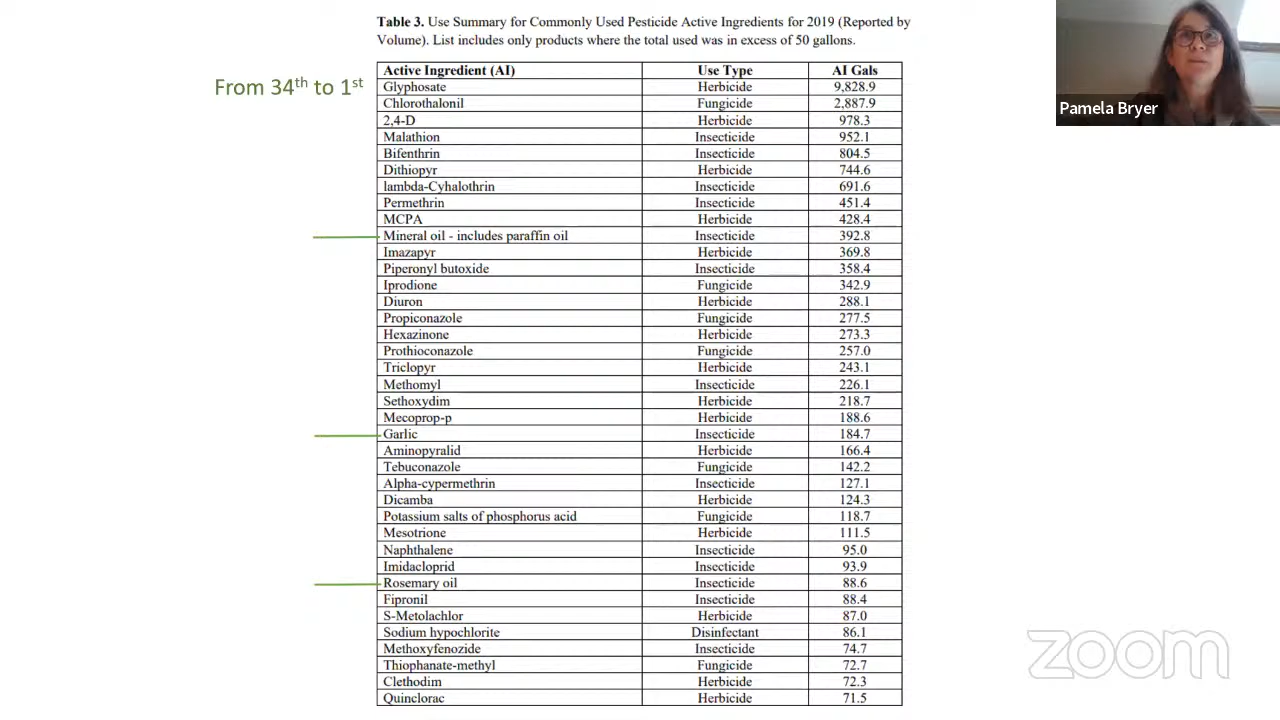 Table 3. Use Summary for Commonly Used Pesticide Active Ingredients for 2019 (Reported by
Volume). List includes only products where the total used was in excess of 50 gallons.
From 34th to 1st
Active Ingredient (AI) Use Type AI Gals
Glyphosate Herbicide 9,828.9
Chlorothalonil Fungicide 2,887.9
2,4-D Herbicide 978.3
Malathion Insecticide 952.1
Bifenthrin Insecticide 804.5
Dithiopyr Herbicide 744.6
lambda-Cyhalothrin Insecticide 691.6
Permethrin Insecticide 451.4
MCPA Herbicide 428.4
Mineral oil - includes paraffin oil Insecticide 392.8
Imazapyr Herbicide 369.8
Piperonyl butoxide Insecticide 358.4
Iprodione Fungicide 342.9
Diuron Herbicide 288.1
Propiconazole Fungicide 277.5
Hexazinone Herbicide 273.3
Prothioconazole Fungicide 257.0
Triclopyr Herbicide 243.1
Methomyl Insecticide 226.1
Sethoxydim Herbicide 218.7
Mecoprop-p Herbicide 188.6
Garlic Insecticide 184.7
Aminopyralid Herbicide 166.4
Tebuconazole Fungicide 142.2
Alpha-cypermethrin Insecticide 127.1
Dicamba Herbicide 124.3
Potassium salts of phosphorus acid Fungicide 118.7
Mesotrione Herbicide 111.5
Naphthalene Insecticide 95.0
Imidacloprid Insecticide 93.9
Rosemary oil Insecticide 88.6
Fipronil Insecticide 88.4
S-Metolachlor Herbicide 87.0
Sodium hypochlorite Disinfectant 86.1
Methoxyfenozide Insecticide 74.7
Thiophanate-methyl Fungicide 72.7
Clethodim Herbicide 72.3
Quinclorac Herbicide 71.5
Pamela Bryer
zoom